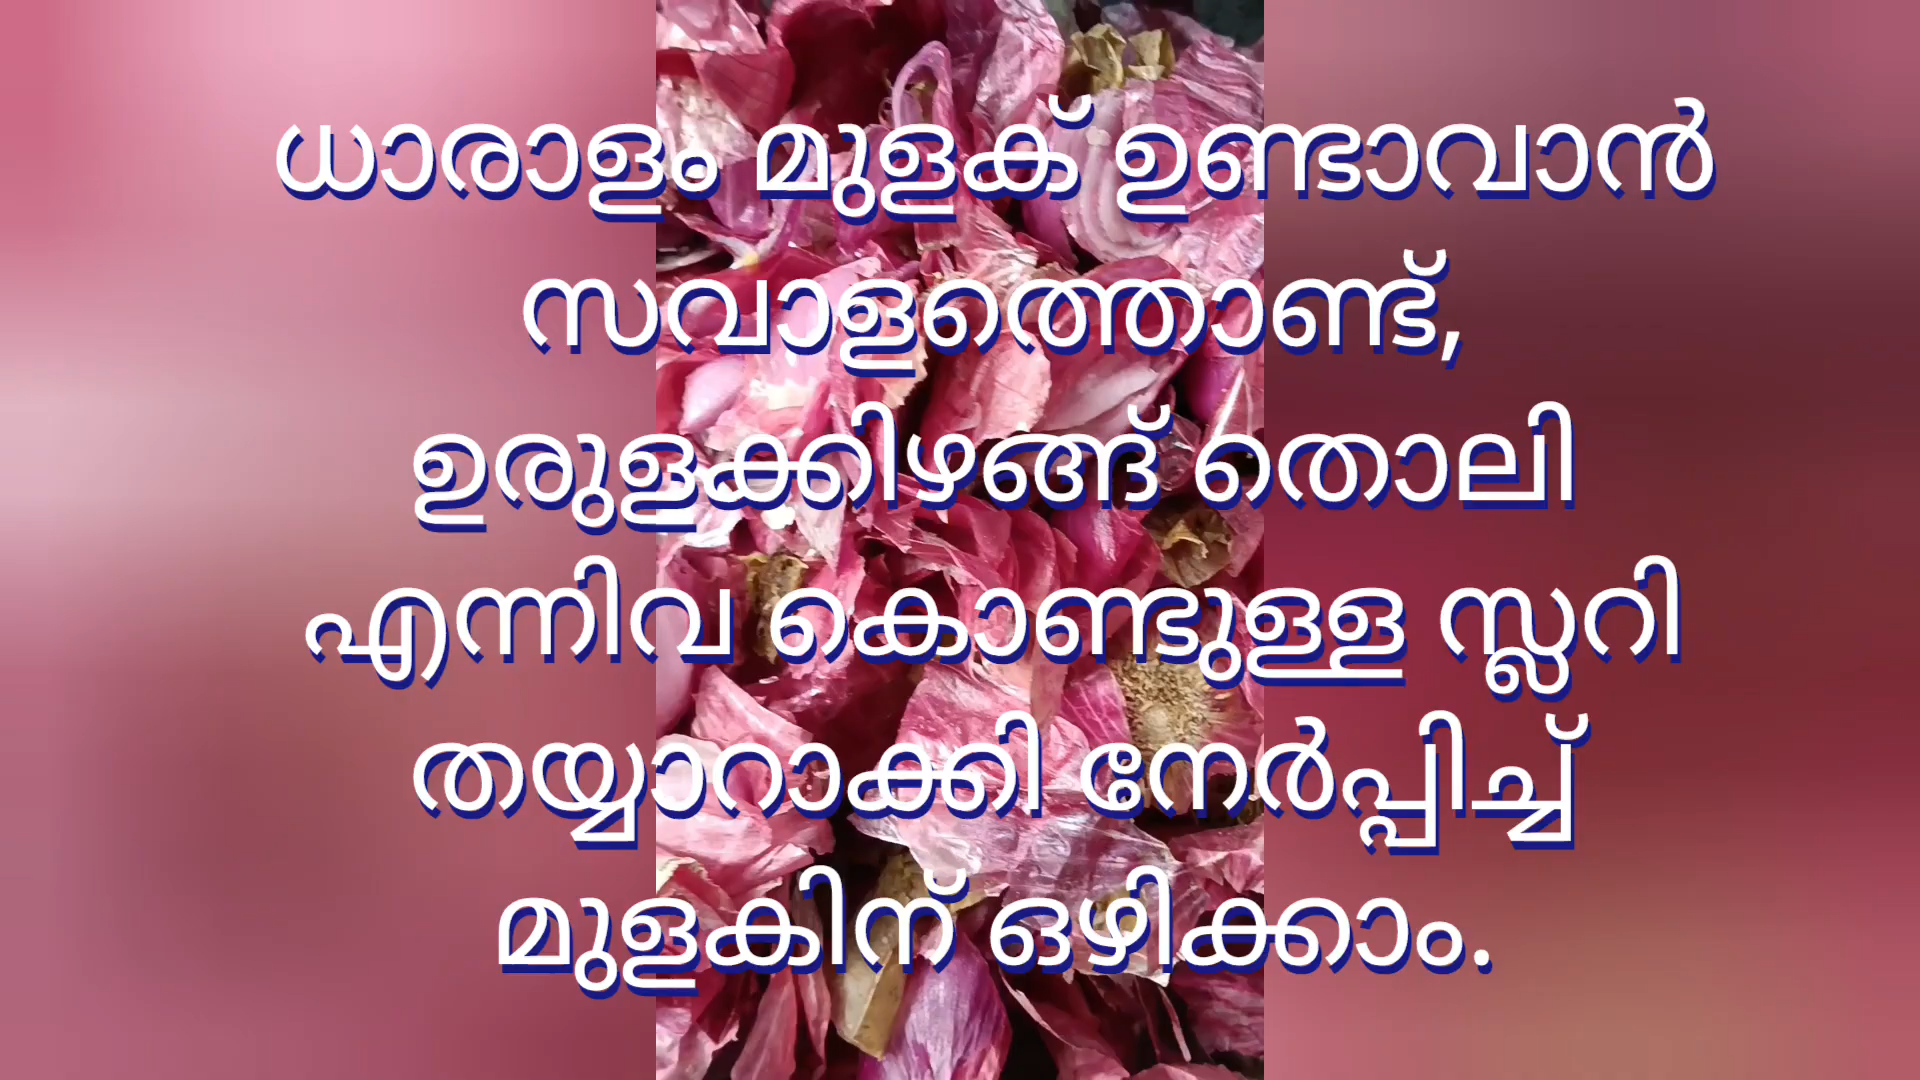 ധാരാളം മുളക് ഉണ്ടാവാൻ
സവാളത്തൊണ്ട്,
ഉരുളക്കിഴങ്ങ് തൊലി
എന്നിവ കൊണ്ടുള്ള സ്ലറി
തയ്യാറാക്കി നേർപ്പിച്ച്
മുളകിന് ഒഴിക്കാം.